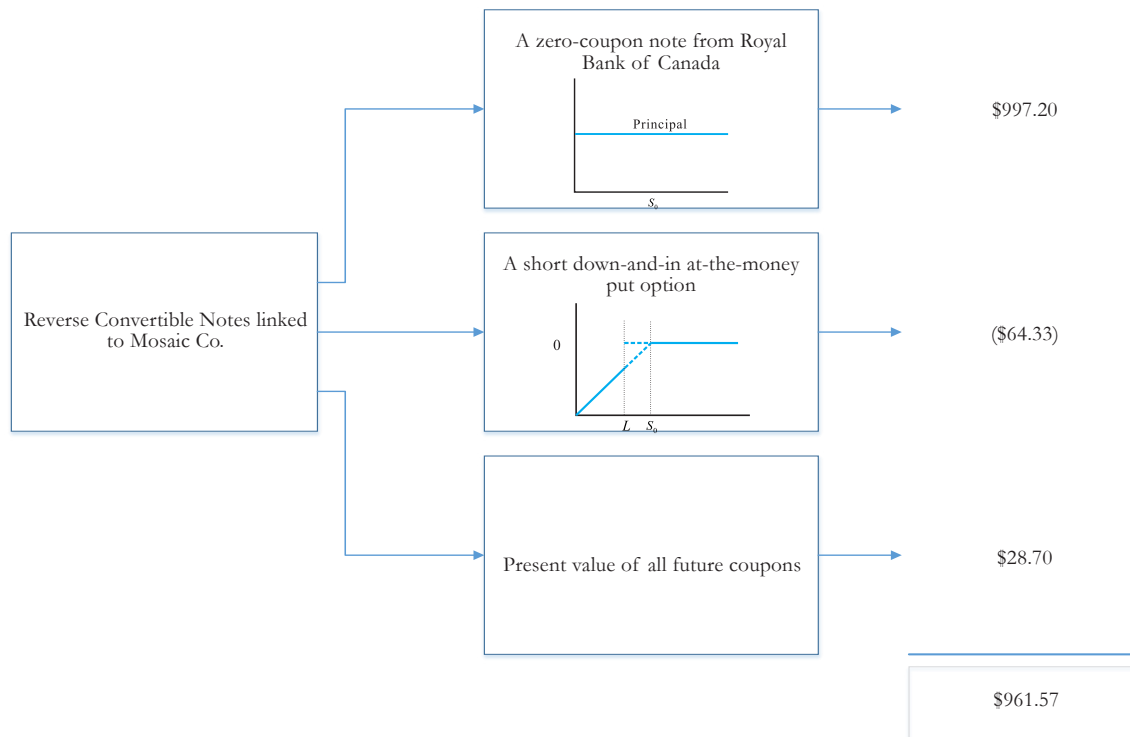 A zero-coupon note from Royal
Bank of Canada
Principal
S₀
$997.20
Reverse Convertible Notes linked
to Mosaic Co.
A short down-and-in at-the-money
put option
0
L S₀
($64.33)
Present value of all future coupons
$28.70
$961.57